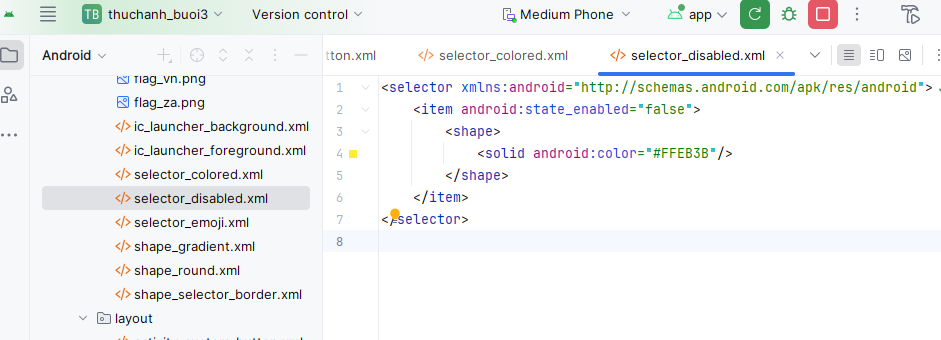 TB thuchanh_buoi3 Version control Medium Phone app
Android
tton.xml selector_colored.xml selector_disabled.xml
flag_vn.png
flag_za.png
ic_launcher_background.xml
ic_launcher_foreground.xml
selector_colored.xml
selector_disabled.xml
selector_emoji.xml
shape_gradient.xml
shape_round.xml
shape_selector_border.xml
layout
1 <selector xmlns:android="http://schemas.android.com/apk/res/android">
2 <item android:state_enabled="false">
3 <shape>
4 <solid android:color="#FFEB3B"/>
5 </shape>
6 </item>
7 </selector>
8